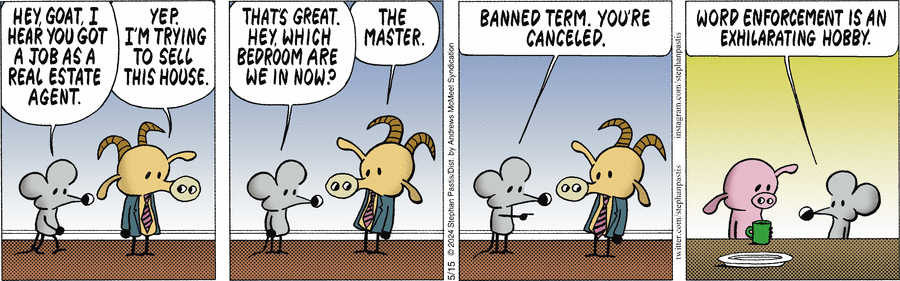 HEY, GOAT, I
HEAR YOU GOT
A JOB AS A
REAL ESTATE
AGENT.
YEP.
I'M TRYING
TO SELL
THIS HOUSE.
THAT'S GREAT.
HEY, WHICH
BEDROOM ARE
WE IN NOW?
THE
MASTER.
5/15 © 2024 Stephan Pastis/Dist. by Andrews McMeel Syndication
BANNED TERM. YOU'RE
CANCELED.
twitter.com/stephanpastis instagram.com/stephanpastis
WORD ENFORCEMENT IS AN
EXHILARATING HOBBY.